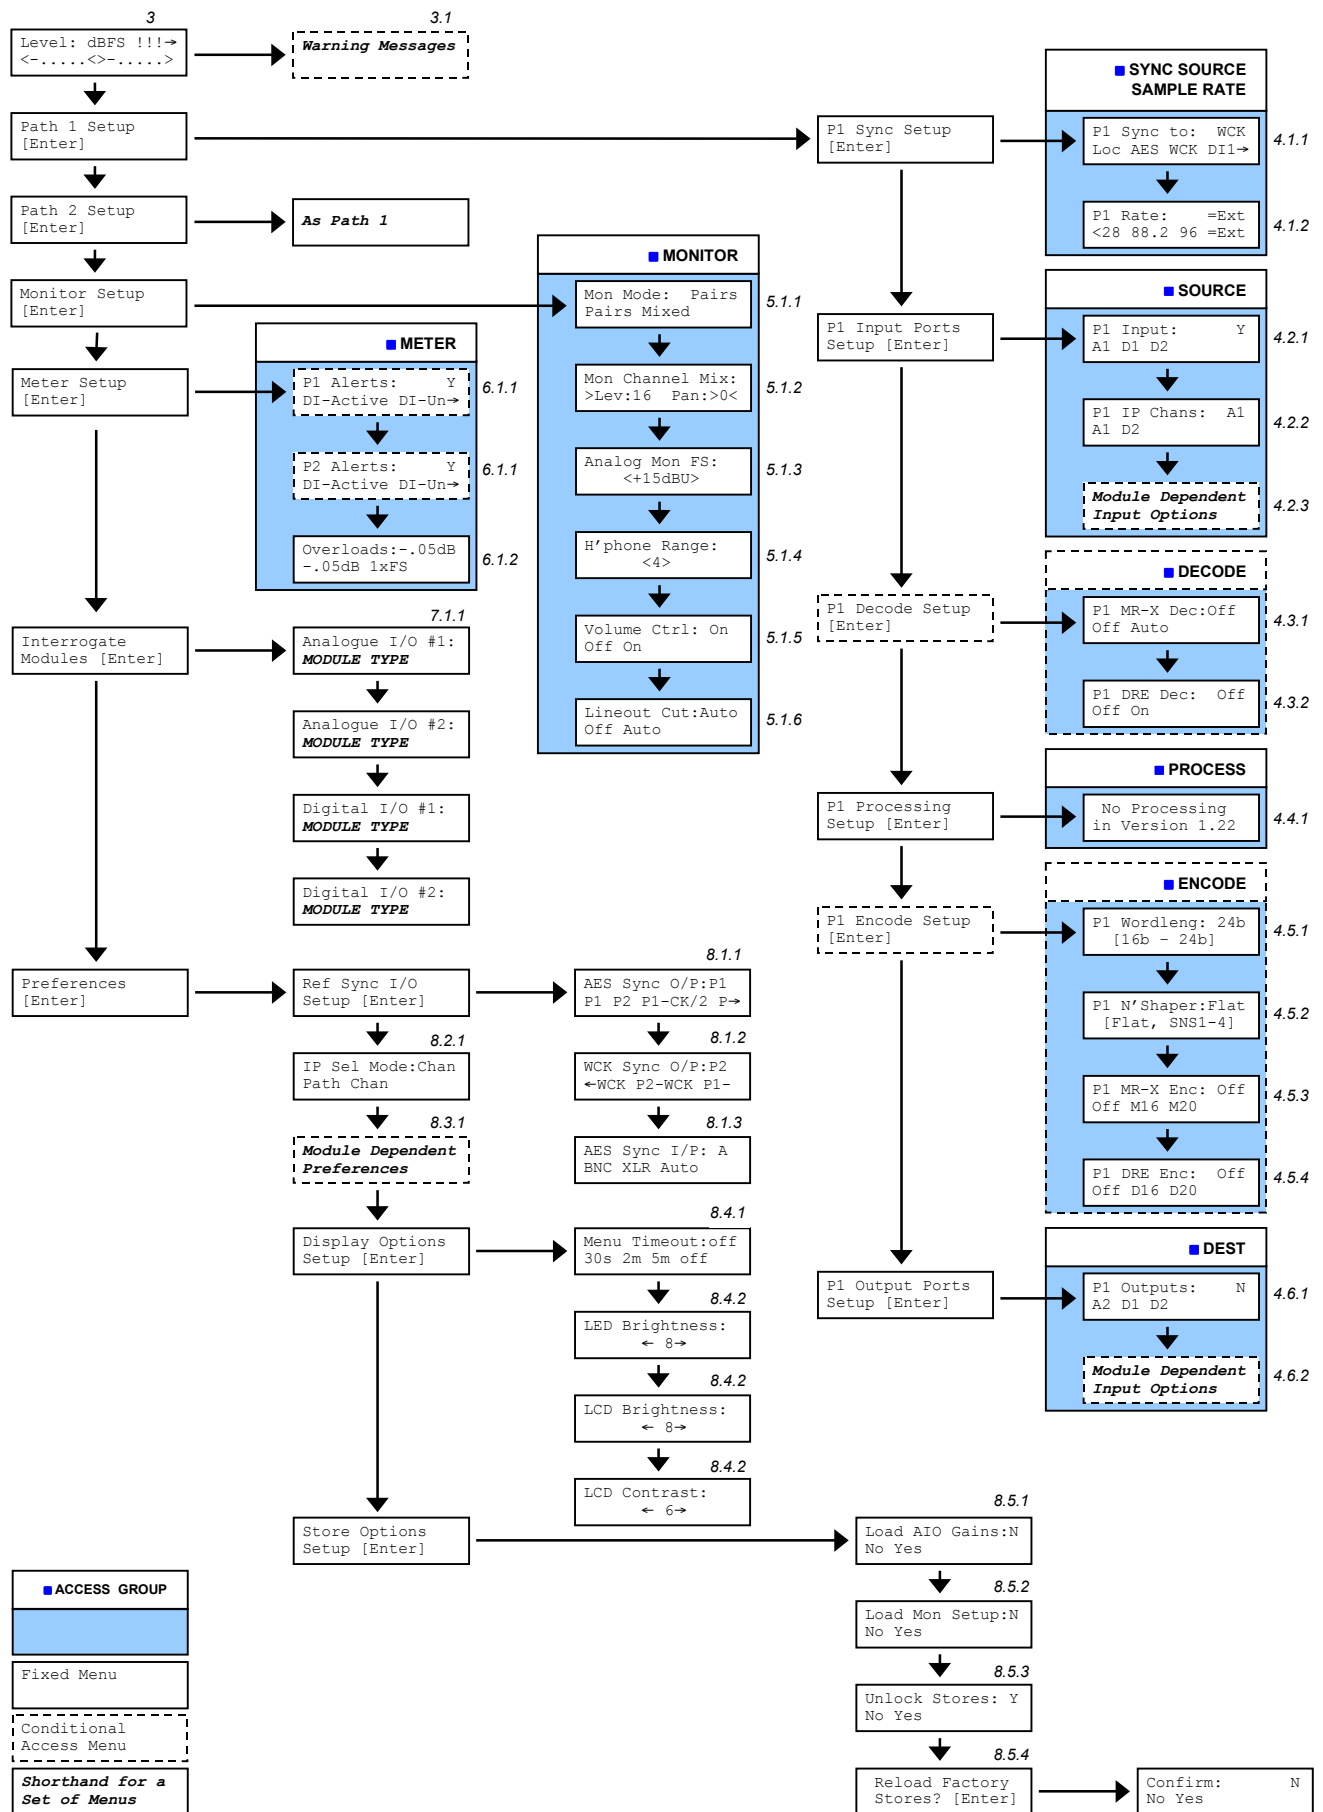 3
Level: dBFS !!!→
<-.....<>-.....>
3.1
Warning Messages
Path 1 Setup
[Enter]
Path 2 Setup
[Enter]
As Path 1
Monitor Setup
[Enter]
Meter Setup
[Enter]
Interrogate
Modules [Enter]
Preferences
[Enter]
METER
P1 Alerts: Y
DI-Active DI-Un→
6.1.1
P2 Alerts: Y
DI-Active DI-Un→
6.1.1
Overloads:-.05dB
-.05dB 1xFS
6.1.2
7.1.1
Analogue I/O #1:
MODULE TYPE
Analogue I/O #2:
MODULE TYPE
Digital I/O #1:
MODULE TYPE
Digital I/O #2:
MODULE TYPE
MONITOR
Mon Mode: Pairs
Pairs Mixed
5.1.1
Mon Channel Mix:
>Lev:16 Pan:>0<
5.1.2
Analog Mon FS:
<+15dBU>
5.1.3
H'phone Range:
<4>
5.1.4
Volume Ctrl: On
Off On
5.1.5
Lineout Cut:Auto
Off Auto
5.1.6
Ref Sync I/O
Setup [Enter]
8.2.1
IP Sel Mode:Chan
Path Chan
8.3.1
Module Dependent
Preferences
Display Options
Setup [Enter]
Store Options
Setup [Enter]
8.1.1
AES Sync O/P:P1
P1 P2 P1-CK/2 P→
8.1.2
WCK Sync O/P:P2
←WCK P2-WCK P1-
8.1.3
AES Sync I/P: A
BNC XLR Auto
8.4.1
Menu Timeout:off
30s 2m 5m off
8.4.2
LED Brightness:
← 8→
8.4.2
LCD Brightness:
← 8→
8.4.2
LCD Contrast:
← 6→
P1 Sync Setup
[Enter]
P1 Input Ports
Setup [Enter]
P1 Decode Setup
[Enter]
P1 Processing
Setup [Enter]
P1 Encode Setup
[Enter]
P1 Output Ports
Setup [Enter]
SYNC SOURCE
SAMPLE RATE
P1 Sync to: WCK
Loc AES WCK DI1→
4.1.1
P1 Rate: =Ext
<28 88.2 96 =Ext
4.1.2
SOURCE
P1 Input: Y
A1 D1 D2
4.2.1
P1 IP Chans: A1
A1 D2
4.2.2
Module Dependent
Input Options
4.2.3
DECODE
P1 MR-X Dec:Off
Off Auto
4.3.1
P1 DRE Dec: Off
Off On
4.3.2
PROCESS
No Processing
in Version 1.22
4.4.1
ENCODE
P1 Wordleng: 24b
[16b - 24b]
4.5.1
P1 N'Shaper:Flat
[Flat, SNS1-4]
4.5.2
P1 MR-X Enc: Off
Off M16 M20
4.5.3
P1 DRE Enc: Off
Off D16 D20
4.5.4
DEST
P1 Outputs: N
A2 D1 D2
4.6.1
Module Dependent
Input Options
4.6.2
8.5.1
Load AIO Gains:N
No Yes
8.5.2
Load Mon Setup:N
No Yes
8.5.3
Unlock Stores: Y
No Yes
8.5.4
Reload Factory
Stores? [Enter]
Confirm: N
No Yes
ACCESS GROUP
Fixed Menu
Conditional
Access Menu
Shorthand for a
Set of Menus